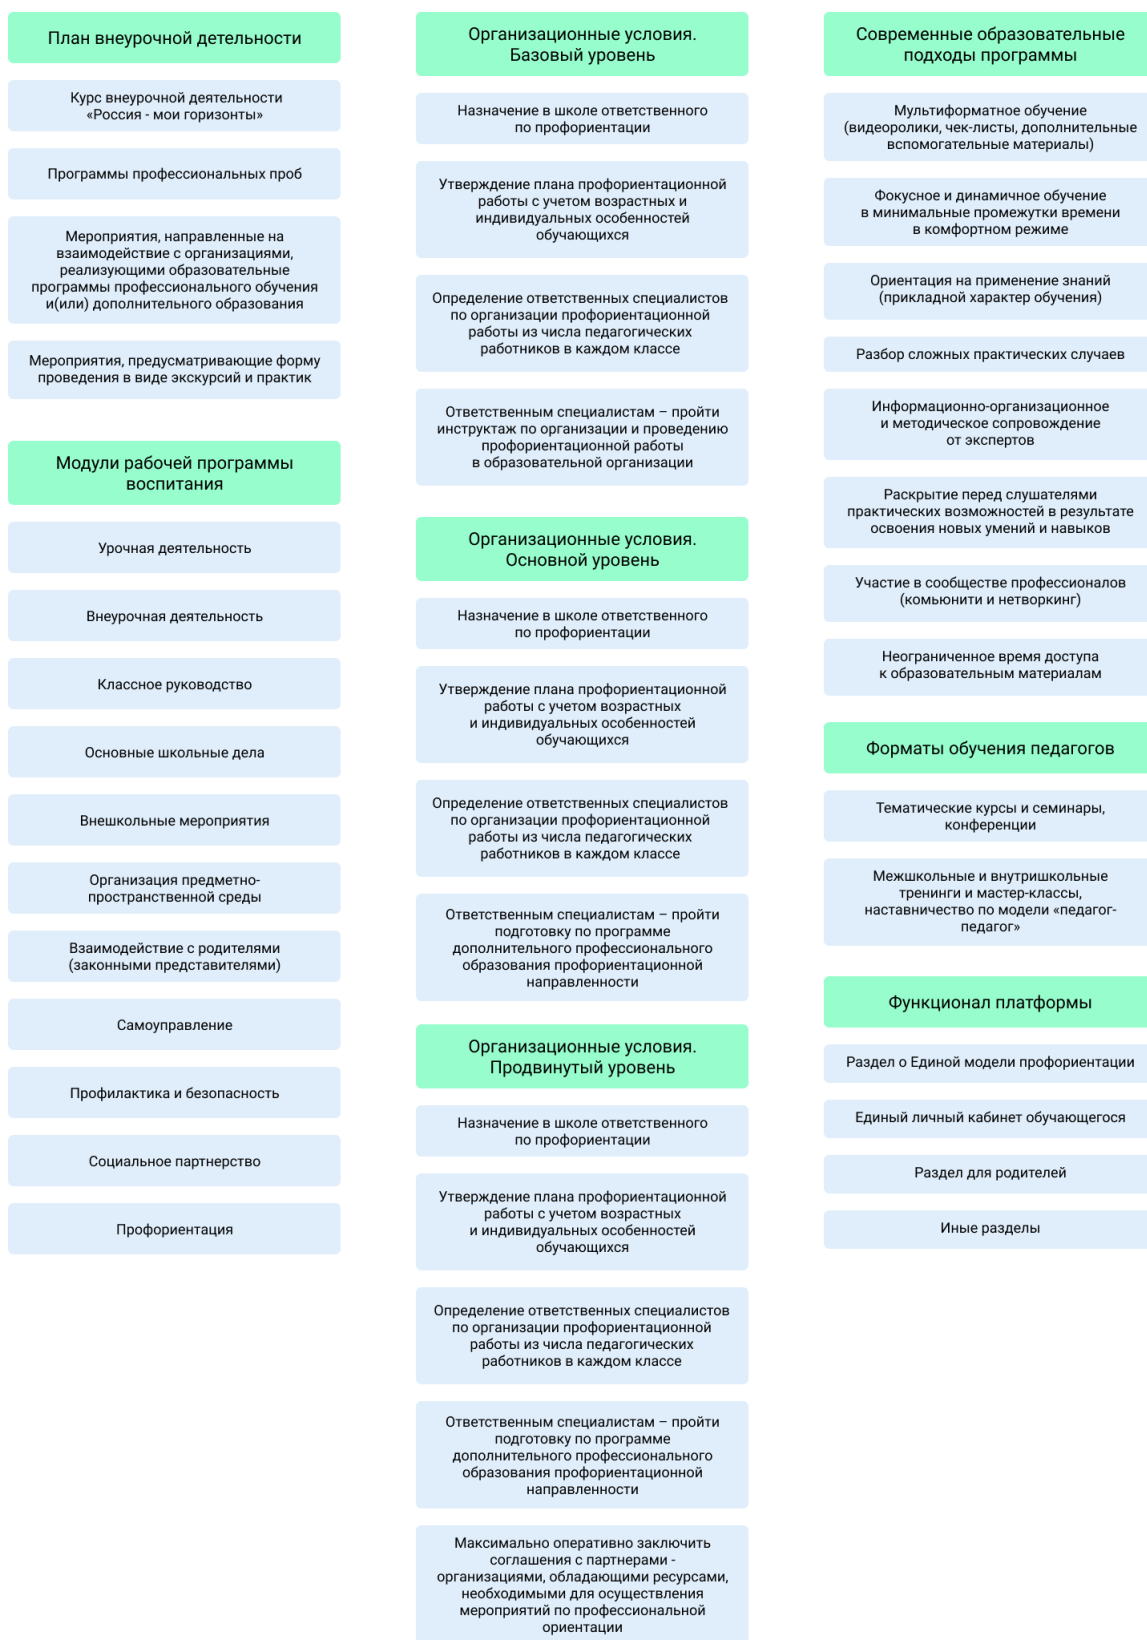 План внеурочной детельности
Курс внеурочной деятельности
«Россия - мои горизонты»
Программы профессиональных проб
Мероприятия, направленные на
взаимодействие с организациями,
реализующими образовательные
программы профессионального обучения
и(или) дополнительного образования
Мероприятия, предусматривающие форму
проведения в виде экскурсий и практик
Модули рабочей программы
воспитания
Урочная деятельность
Внеурочная деятельность
Классное руководство
Основные школьные дела
Внешкольные мероприятия
Организация предметно-
пространственной среды
Взаимодействие с родителями
(законными представителями)
Самоуправление
Профилактика и безопасность
Социальное партнерство
Профориентация
Организационные условия.
Базовый уровень
Назначение в школе ответственного
по профориентации
Утверждение плана профориентационной
работы с учетом возрастных и
индивидуальных особенностей
обучающихся
Определение ответственных специалистов
по организации профориентационной
работы из числа педагогических
работников в каждом классе
Ответственным специалистам – пройти
инструктаж по организации и проведению
профориентационной работы
в образовательной организации
Организационные условия.
Основной уровень
Назначение в школе ответственного
по профориентации
Утверждение плана профориентационной
работы с учетом возрастных
и индивидуальных особенностей
обучающихся
Определение ответственных специалистов
по организации профориентационной
работы из числа педагогических
работников в каждом классе
Ответственным специалистам – пройти
подготовку по программе
дополнительного профессионального
образования профориентационной
направленности
Организационные условия.
Продвинутый уровень
Назначение в школе ответственного
по профориентации
Утверждение плана профориентационной
работы с учетом возрастных
и индивидуальных особенностей
обучающихся
Определение ответственных специалистов
по организации профориентационной
работы из числа педагогических
работников в каждом классе
Ответственным специалистам – пройти
подготовку по программе
дополнительного профессионального
образования профориентационной
направленности
Максимально оперативно заключить
соглашения с партнерами -
организациями, обладающими ресурсами,
необходимыми для осуществления
мероприятий по профессиональной
ориентации
Современные образовательные
подходы программы
Мультиформатное обучение
(видеоролики, чек-листы, дополнительные
вспомогательные материалы)
Фокусное и динамичное обучение
в минимальные промежутки времени
в комфортном режиме
Ориентация на применение знаний
(прикладной характер обучения)
Разбор сложных практических случаев
Информационно-организационное
и методическое сопровождение
от экспертов
Раскрытие перед слушателями
практических возможностей в результате
освоения новых умений и навыков
Участие в сообществе профессионалов
(комьюнити и нетворкинг)
Неограниченное время доступа
к образовательным материалам
Форматы обучения педагогов
Тематические курсы и семинары,
конференции
Межшкольные и внутришкольные
тренинги и мастер-классы,
наставничество по модели «педагог-
педагог»
Функционал платформы
Раздел о Единой модели профориентации
Единый личный кабинет обучающегося
Раздел для родителей
Иные разделы